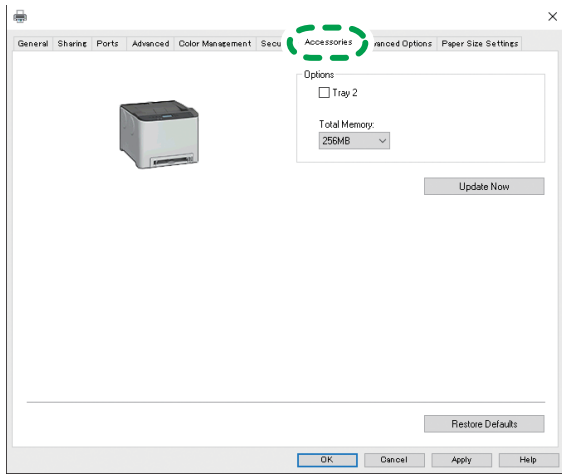 General Sharing Ports Advanced Color Management Secu Accessories vanced Options Paper Size Settings
Options
Tray 2
Total Memory:
256MB
Update Now
Restore Defaults
OK Cancel Apply Help